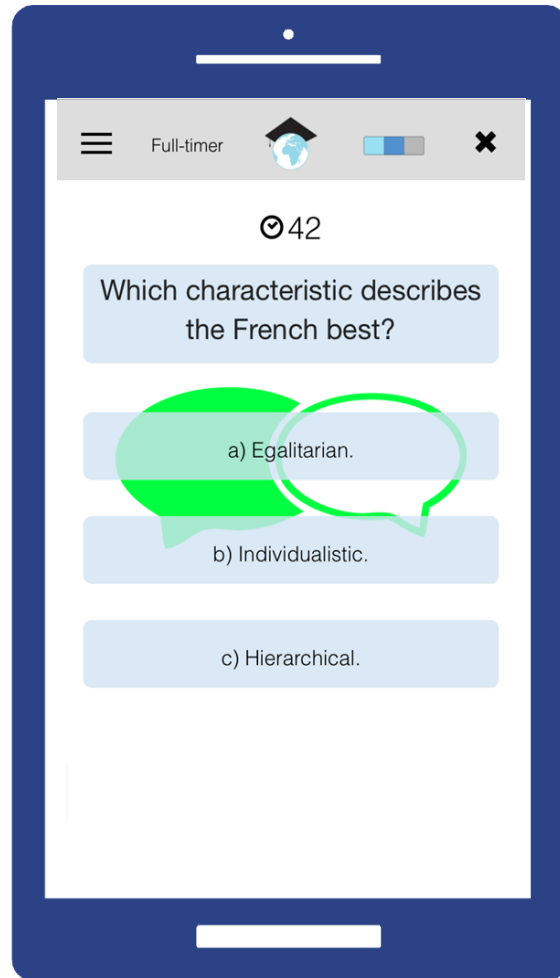 Full-timer
42
Which characteristic describes
the French best?
a) Egalitarian.
b) Individualistic.
c) Hierarchical.